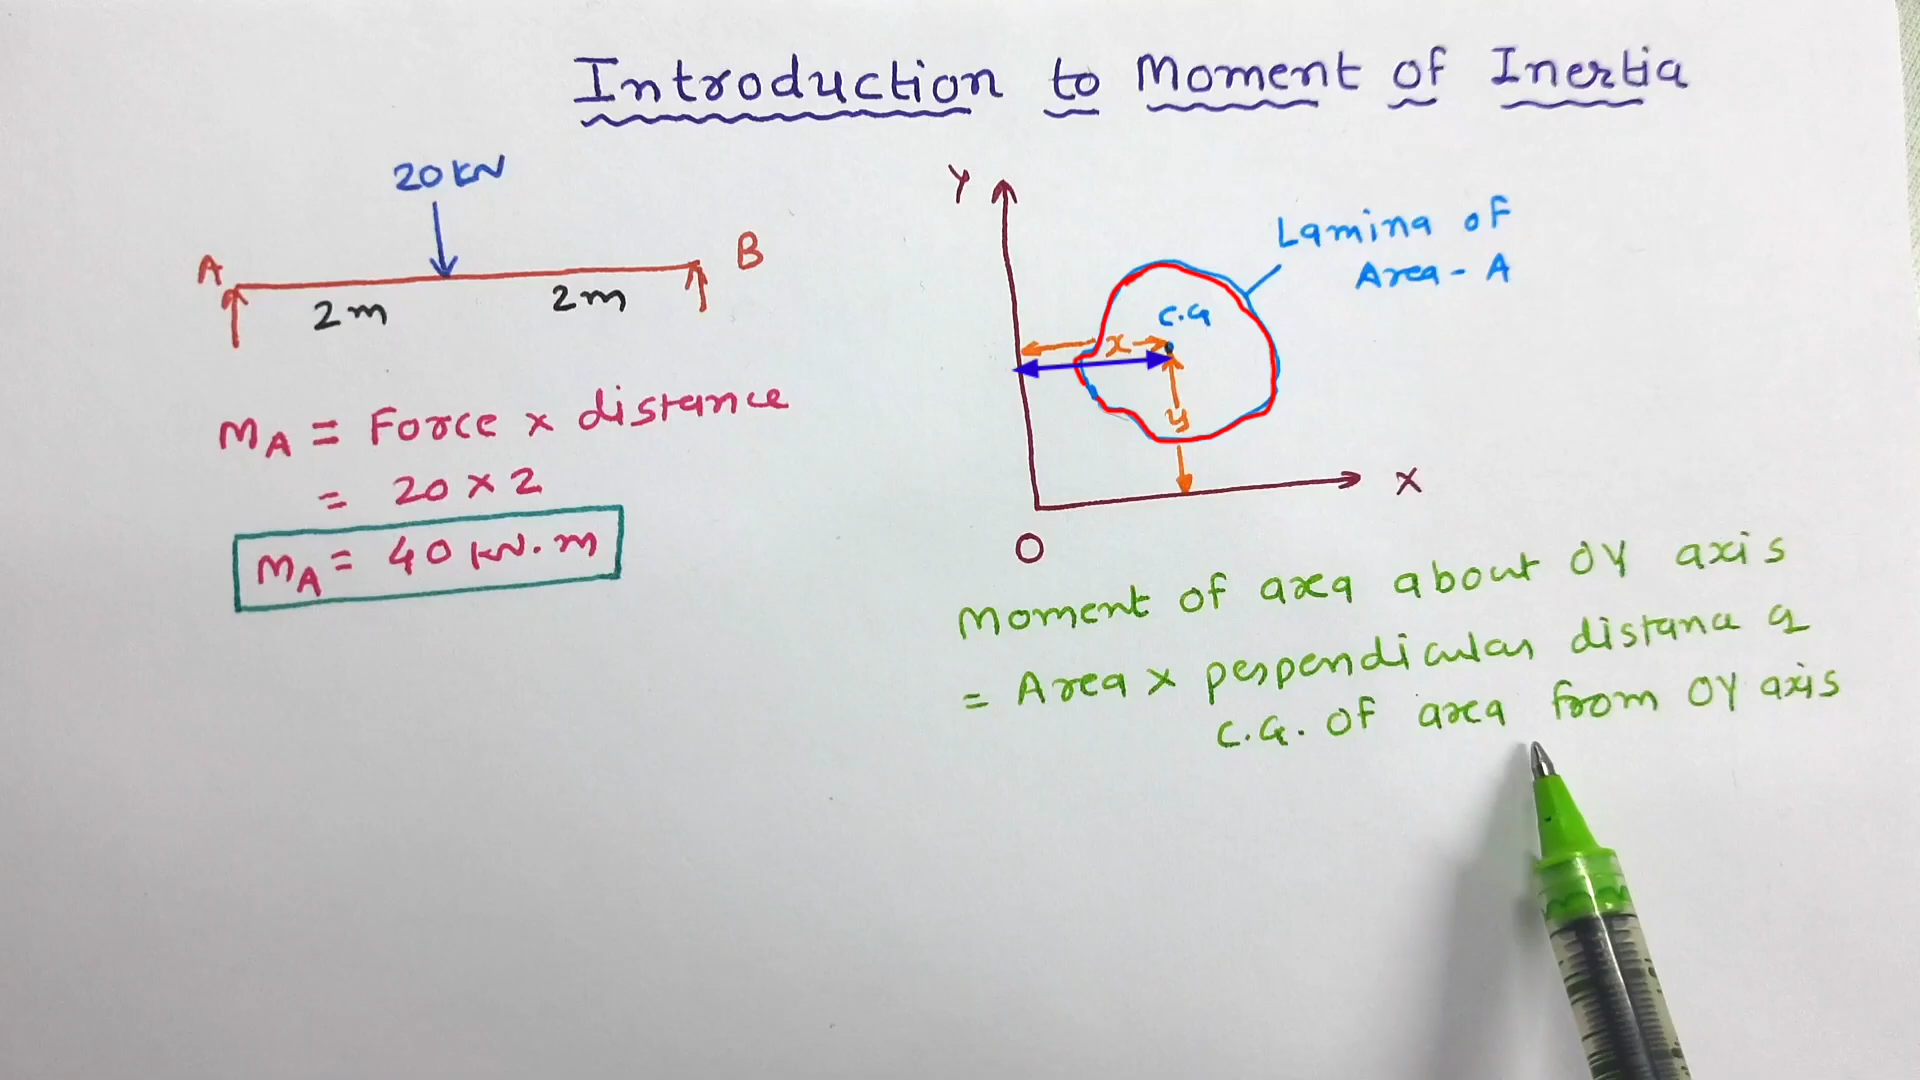 Introduction to Moment of Inertia
20 kN
A
B
2m
2m
MA = Force x distance
= 20 x 2
MA = 40 kN.m
Y
Lamina of
Area - A
C.G
x
y
X
O
Moment of area about OY axis
= Area x perpendicular distance
C.G. of area from OY axis